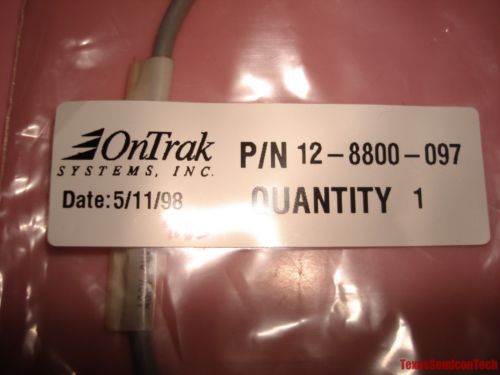 OnTrak
SYSTEMS, INC.
P/N 12-8800-097
Date: 5/11/98
QUANTITY 1
TexasSemiconTech